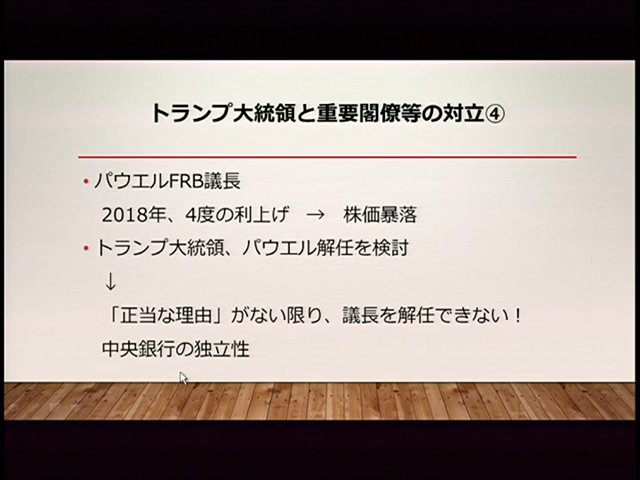 トランプ大統領と重要閣僚等の対立④
・パウエルFRB議長
2018年、4度の利上げ　→　株価暴落
・トランプ大統領、パウエル解任を検討
↓
「正当な理由」がない限り、議長を解任できない！
中央銀行の独立性